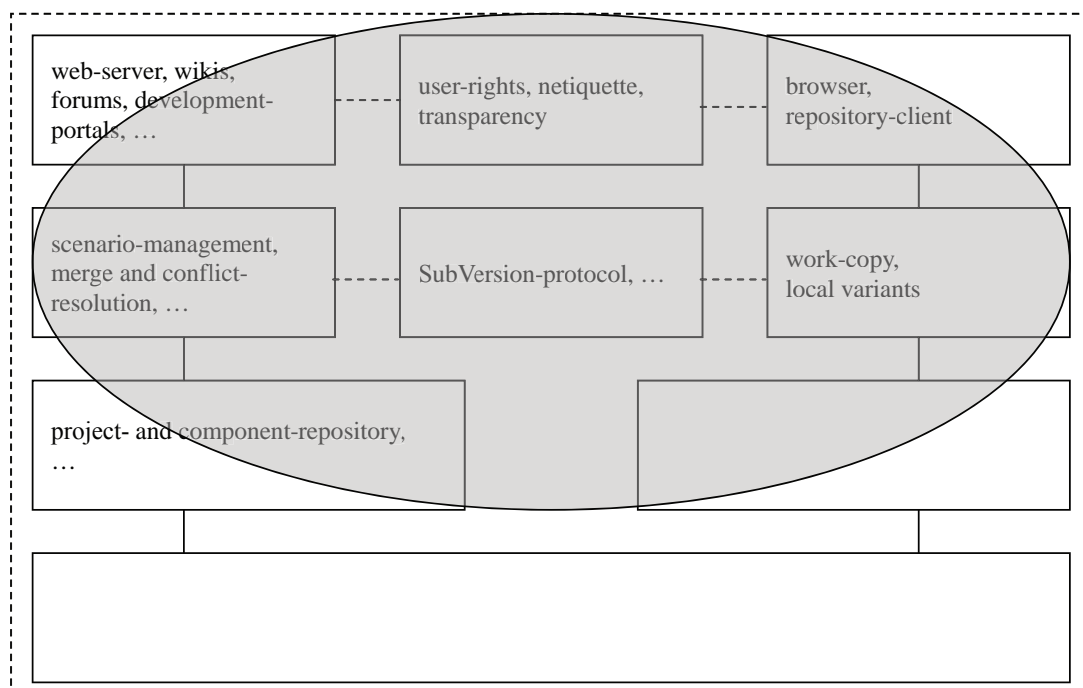 web-server, wikis,
forums, development-
portals, …
user-rights, netiquette,
transparency
browser,
repository-client
scenario-management,
merge and conflict-
resolution, …
SubVersion-protocol, …
work-copy,
local variants
project- and component-repository,
…